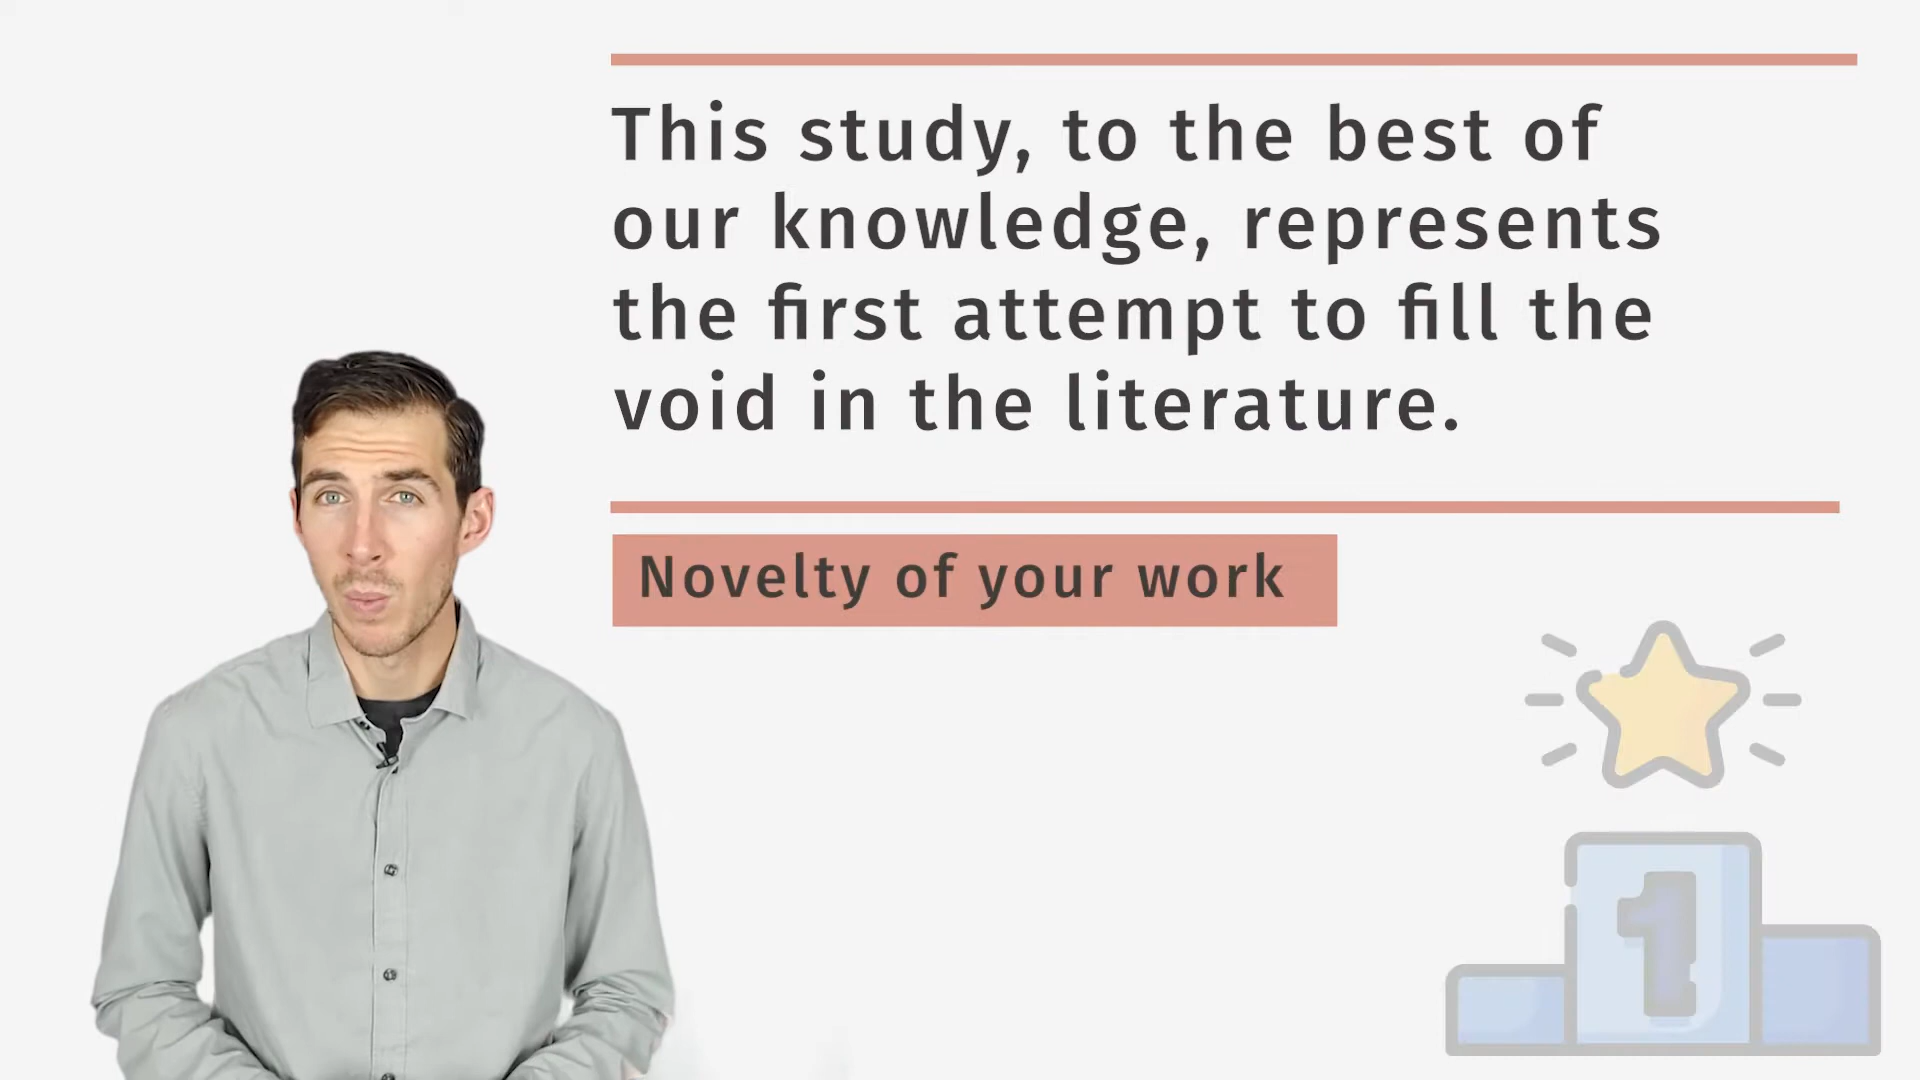 This study, to the best of
our knowledge, represents
the first attempt to fill the
void in the literature.
Novelty of your work
1